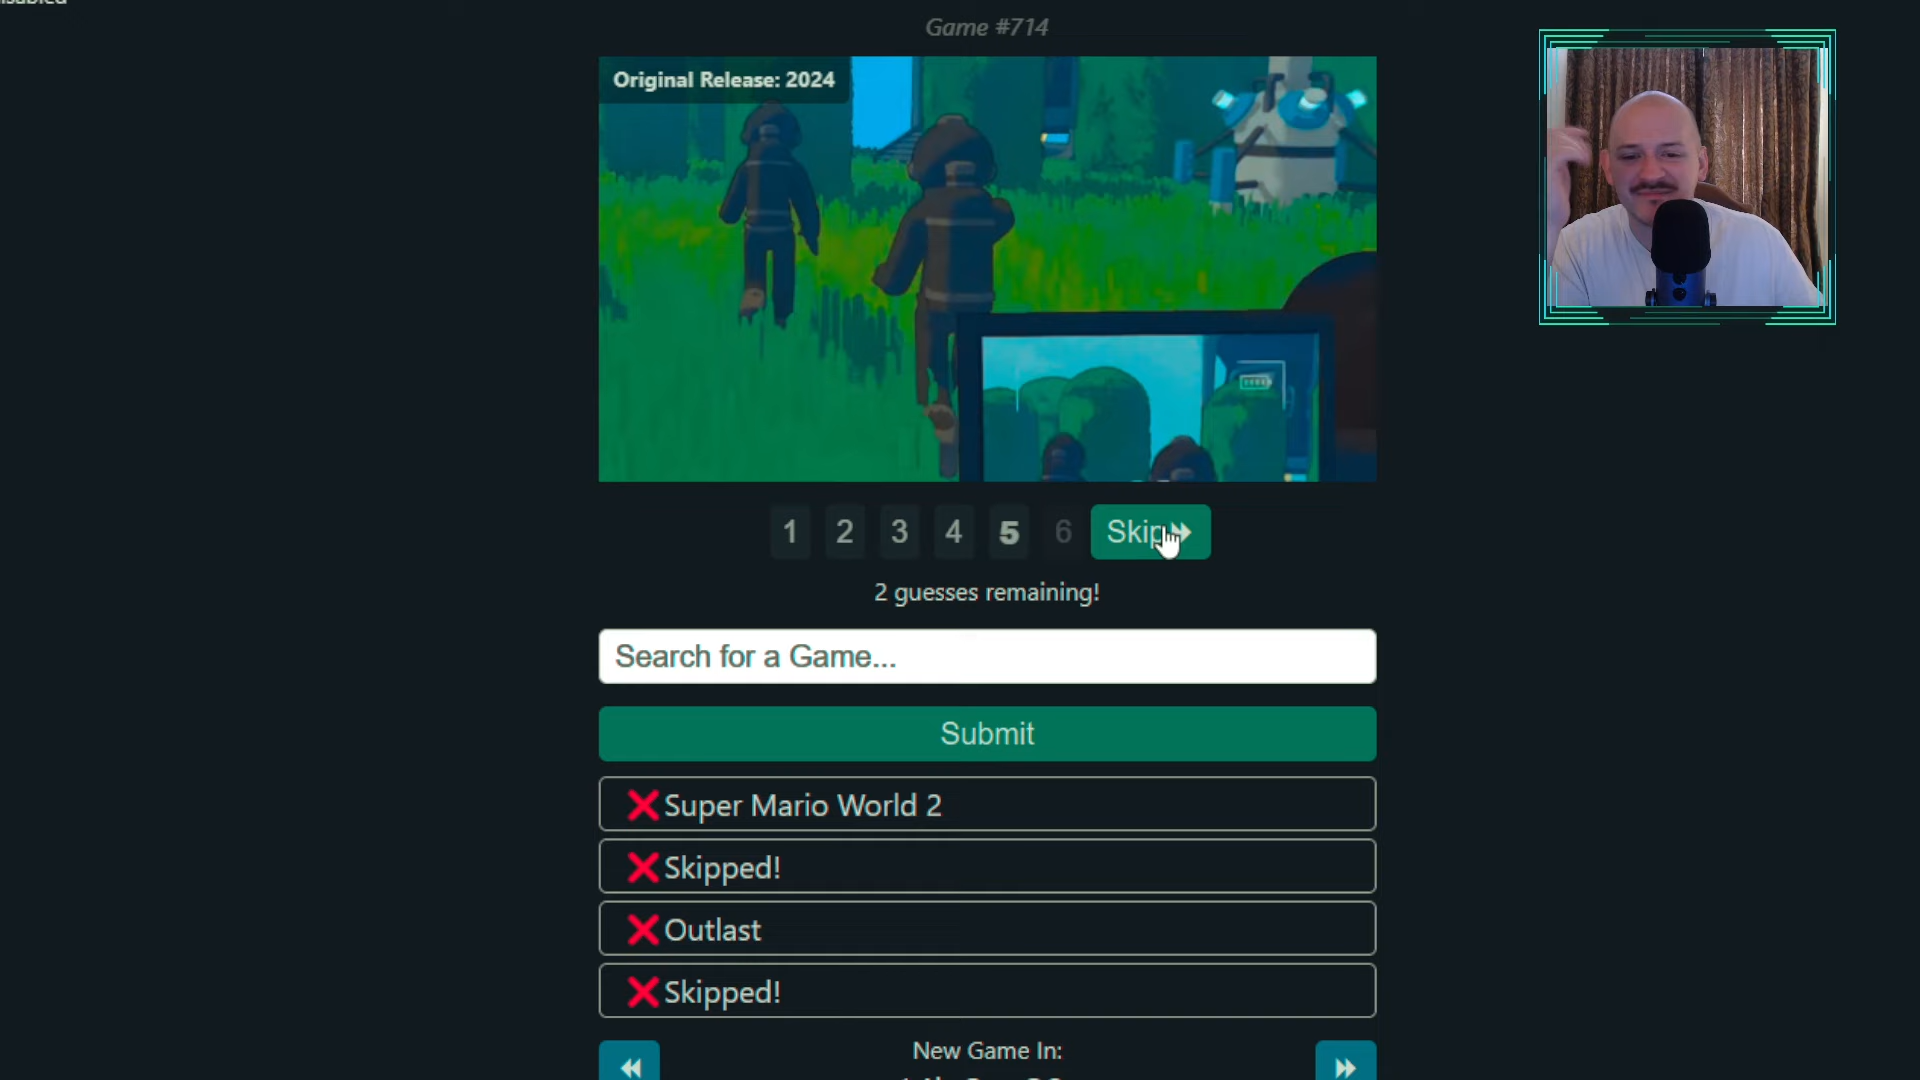 Game #714
Original Release: 2024
1 2 3 4 5 6 Skip
2 guesses remaining!
Search for a Game...
Submit
❌Super Mario World 2
❌Skipped!
❌Outlast
❌Skipped!
New Game In: